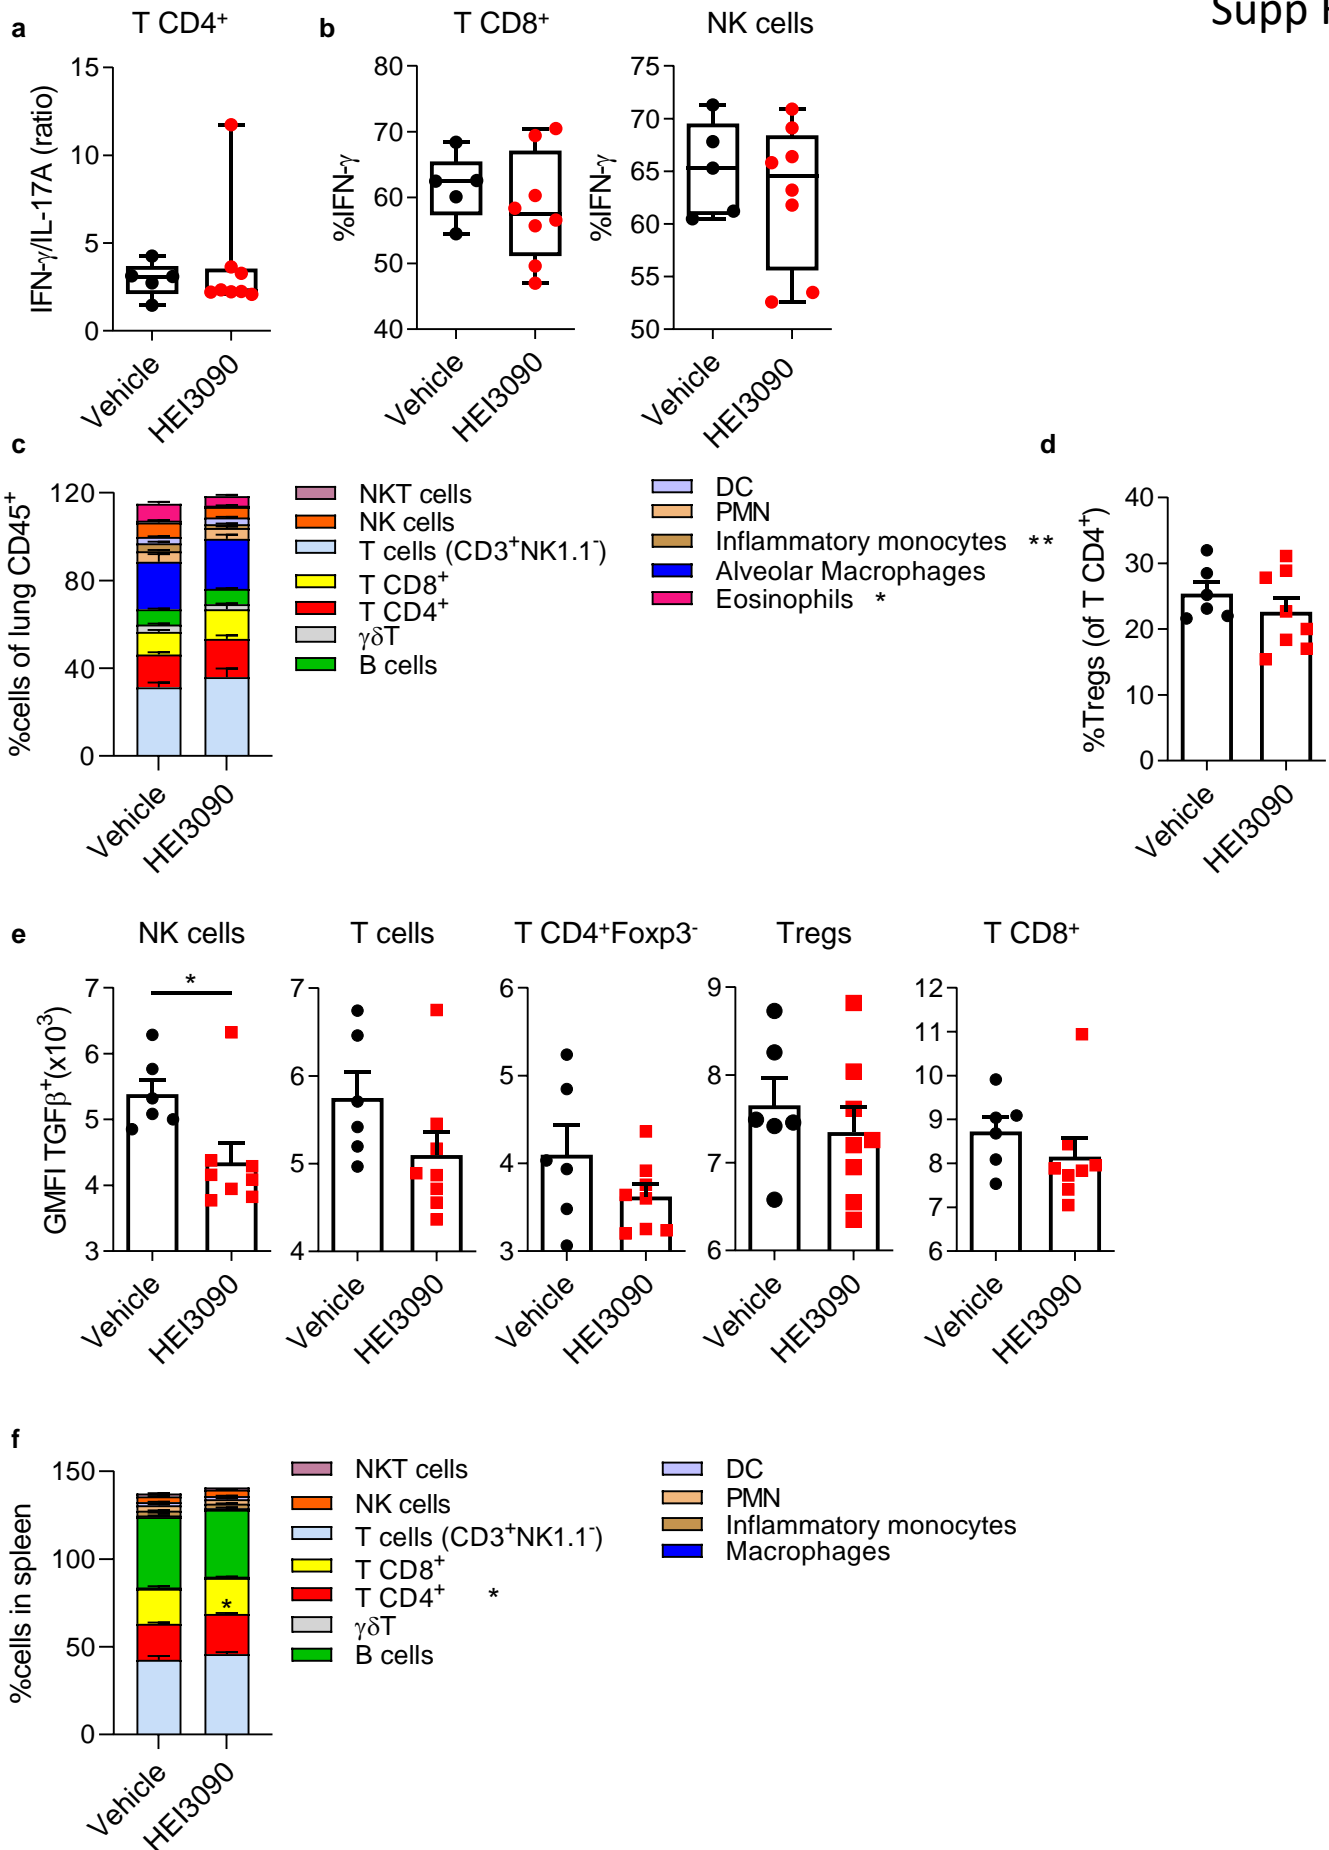 Supp
a
T CD4+
IFN-γ/IL-17A (ratio)
15
10
5
0
Vehicle
HEI3090
b
T CD8+
%IFN-γ
80
70
60
50
40
Vehicle
HEI3090
NK cells
%IFN-γ
75
70
65
60
55
50
Vehicle
HEI3090
c
%cells of lung CD45+
120
80
40
0
Vehicle
HEI3090
NKT cells
NK cells
T cells (CD3+NK1.1-)
T CD8+
T CD4+
γδT
B cells
DC
PMN
Inflammatory monocytes **
Alveolar Macrophages
Eosinophils *
d
%Tregs (of T CD4+)
40
30
20
10
0
Vehicle
HEI3090
e
NK cells
GMFI TGFβ+(x103)
7
6
5
4
3
*
Vehicle
HEI3090
T cells
7
6
5
4
Vehicle
HEI3090
T CD4+Foxp3-
6
5
4
3
Vehicle
HEI3090
Tregs
9
8
7
6
Vehicle
HEI3090
T CD8+
12
11
10
9
8
7
6
Vehicle
HEI3090
f
%cells in spleen
150
100
50
0
*
Vehicle
HEI3090
NKT cells
NK cells
T cells (CD3+NK1.1-)
T CD8+
T CD4+ *
γδT
B cells
DC
PMN
Inflammatory monocytes
Macrophages